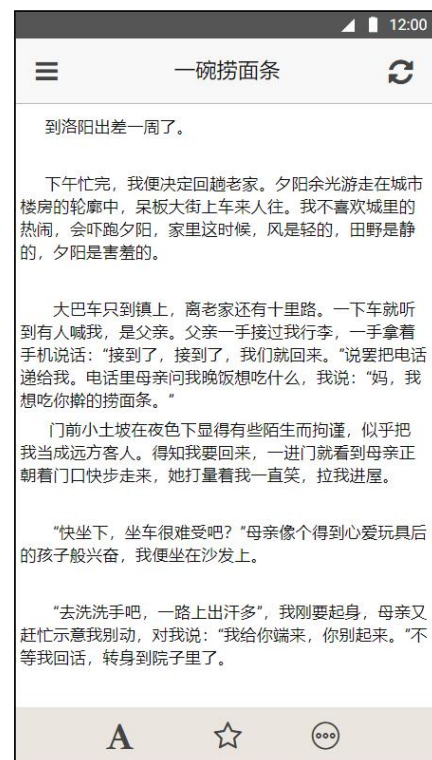 12:00
一碗捞面条
到洛阳出差一周了。
下午忙完，我便决定回趟老家。夕阳余光游走在城市
楼房的轮廓中，呆板大街上车来人往。我不喜欢城里的
热闹，会吓跑夕阳，家里这时候，风是轻的，田野是静
的，夕阳是害羞的。
大巴车只到镇上，离老家还有十里路。一下车就听
到有人喊我，是父亲。父亲一手接过我行李，一手拿着
手机说话：“接到了，接到了，我们就回来。”说罢把电话
递给我。电话里母亲问我晚饭想吃什么，我说：“妈，我
想吃你擀的捞面条。”
门前小土坡在夜色下显得有些陌生而拘谨，似乎把
我当成远方客人。得知我要回来，一进门就看到母亲正
朝着门口快步走来，她打量着我一直笑，拉我进屋。
“快坐下，坐车很难受吧？”母亲像个得到心爱玩具后
的孩子般兴奋，我便坐在沙发上。
“去洗洗手吧，一路上出汗多”，我刚要起身，母亲又
赶忙示意我别动，对我说：“我给你端来，你别起来。”不
等我回话，转身到院子里了。
A